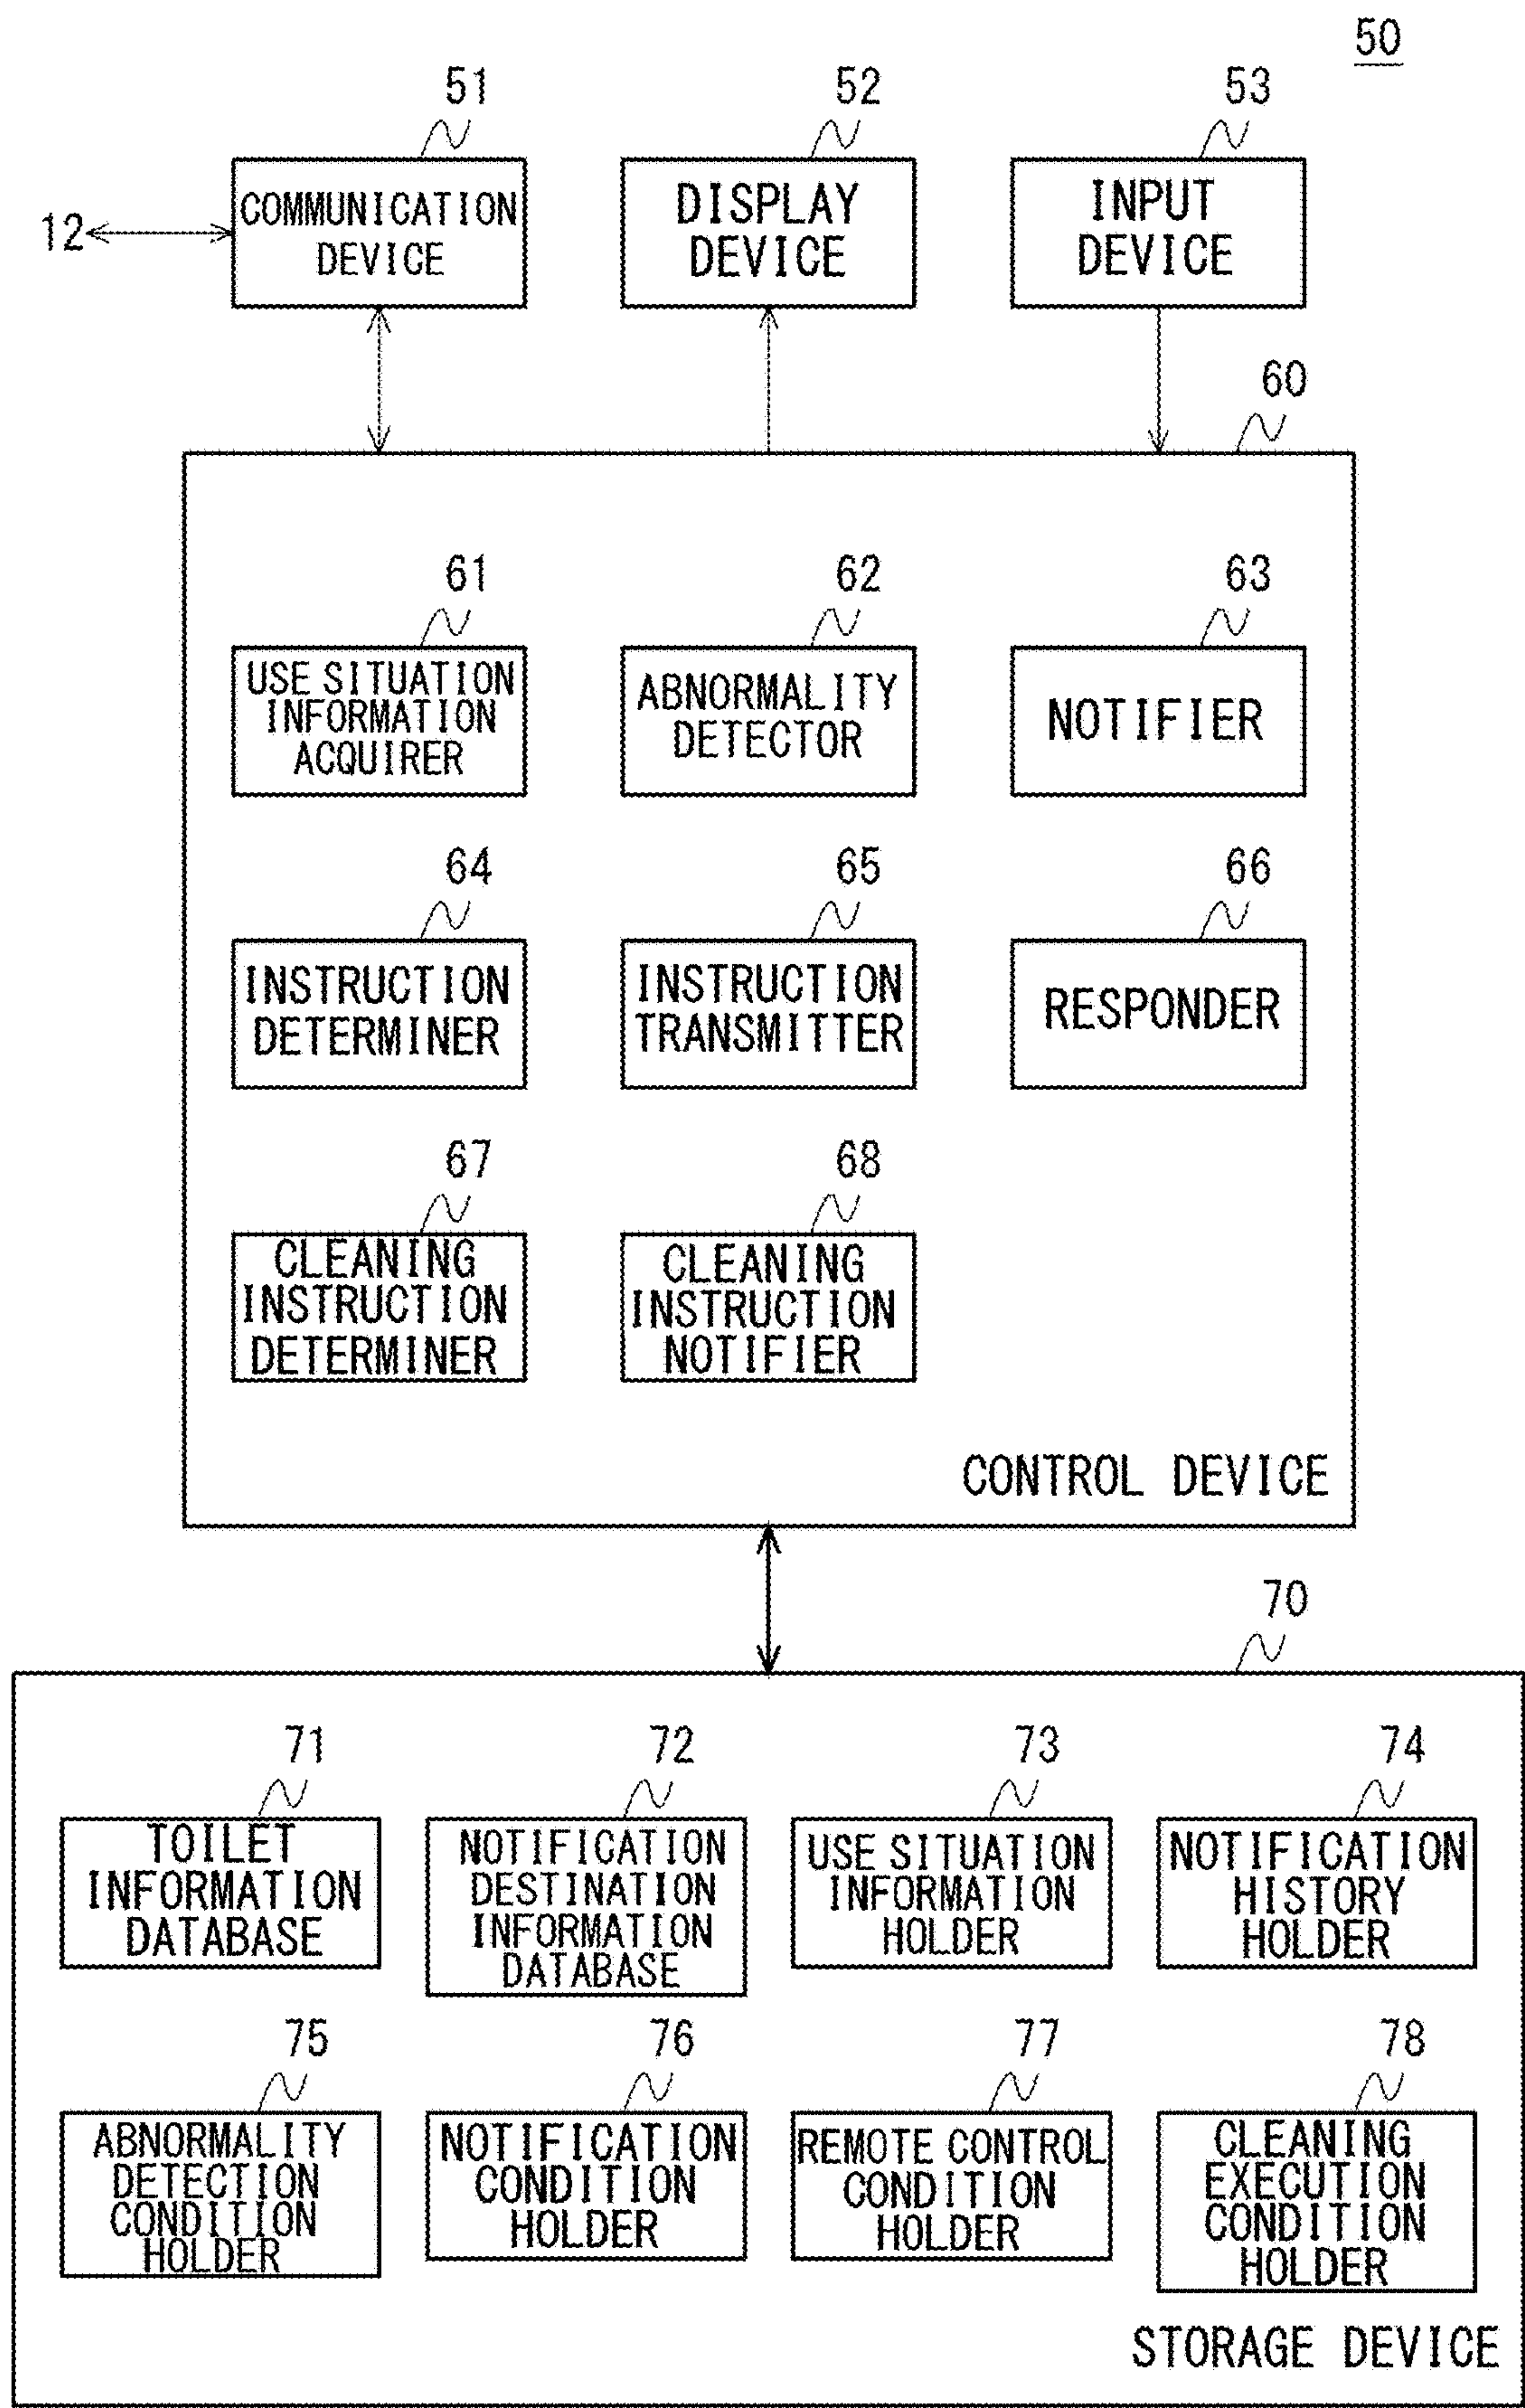 50
51
52
53
12
COMMUNICATION
DEVICE
DISPLAY
DEVICE
INPUT
DEVICE
60
61
62
63
USE SITUATION
INFORMATION
ACQUIRER
ABNORMALITY
DETECTOR
NOTIFIER
64
65
66
INSTRUCTION
DETERMINER
INSTRUCTION
TRANSMITTER
RESPONDER
67
68
CLEANING
INSTRUCTION
DETERMINER
CLEANING
INSTRUCTION
NOTIFIER
CONTROL DEVICE
70
71
72
73
74
TOILET
INFORMATION
DATABASE
NOTIFICATION
DESTINATION
INFORMATION
DATABASE
USE SITUATION
INFORMATION
HOLDER
NOTIFICATION
HISTORY
HOLDER
75
76
77
78
ABNORMALITY
DETECTION
CONDITION
HOLDER
NOTIFICATION
CONDITION
HOLDER
REMOTE CONTROL
CONDITION
HOLDER
CLEANING
EXECUTION
CONDITION
HOLDER
STORAGE DEVICE